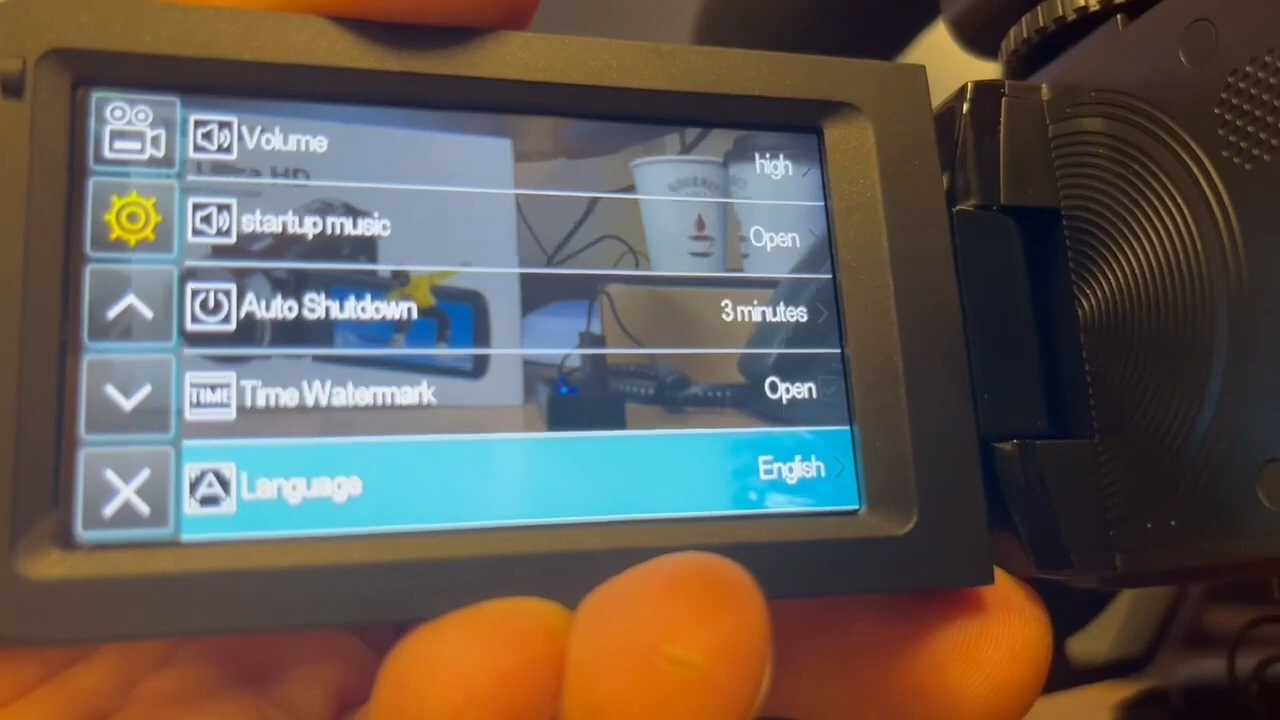 Volume
high
startup music
Open
Auto Shutdown
3 minutes
TIME
Time Watermark
Open
A
Language
English